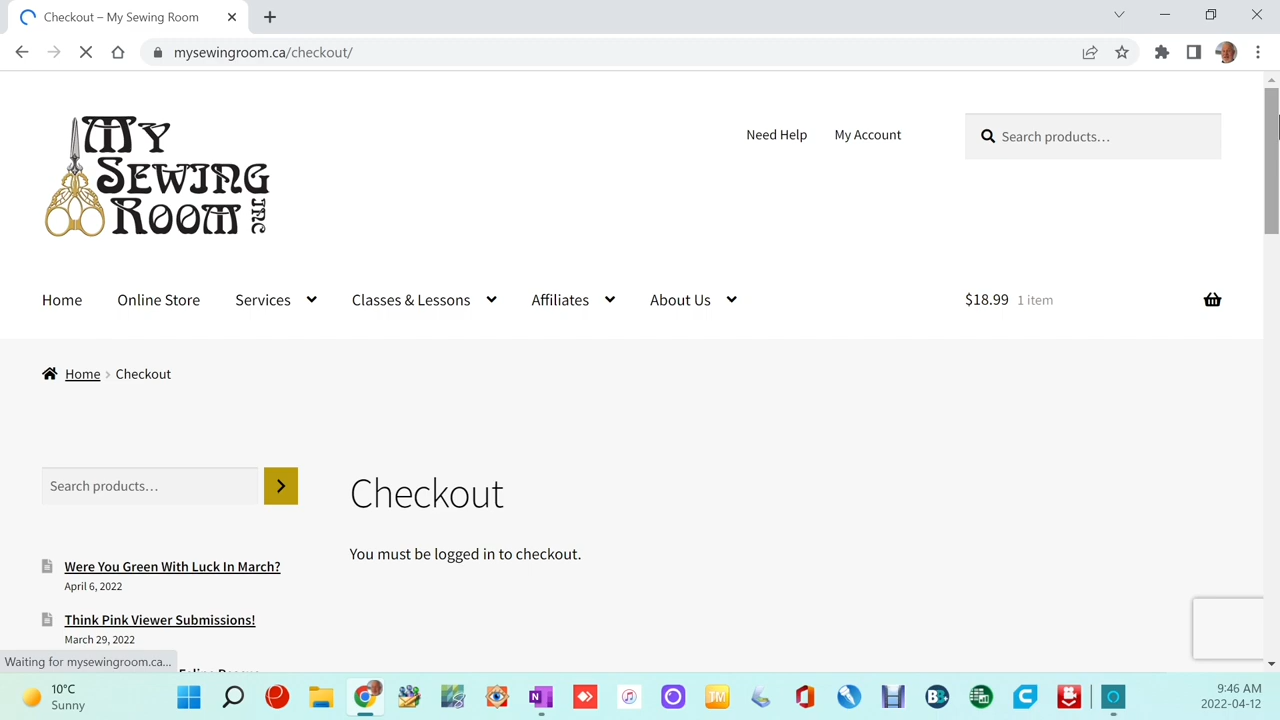 Checkout – My Sewing Room
mysewingroom.ca/checkout/
My
Sewing
Room INC
Need Help
My Account
Search products…
Home
Online Store
Services
Classes & Lessons
Affiliates
About Us
$18.99 1 item
Home › Checkout
Search products…
Checkout
You must be logged in to checkout.
Were You Green With Luck In March?
April 6, 2022
Think Pink Viewer Submissions!
March 29, 2022
Waiting for mysewingroom.ca...
10°C
Sunny
9:46 AM
2022-04-12